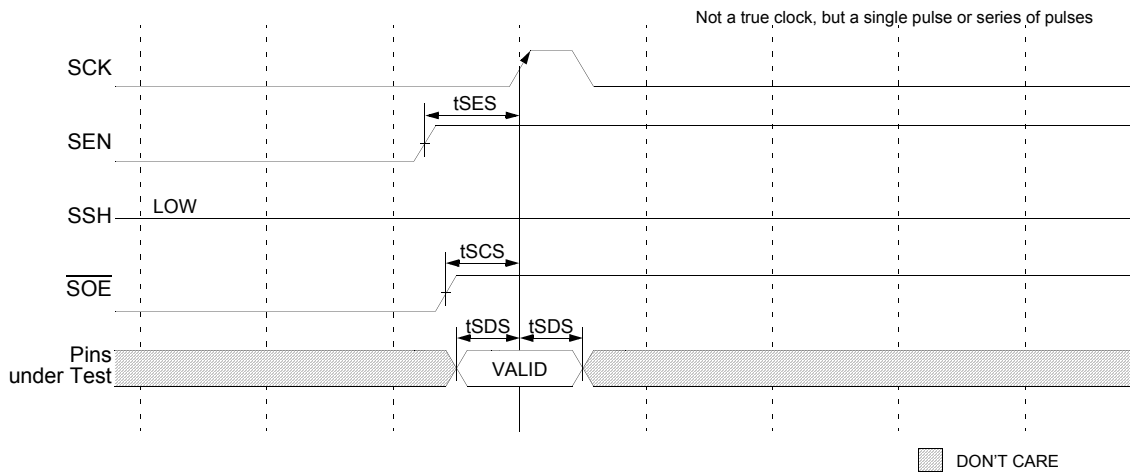 Not a true clock, but a single pulse or series of pulses
SCK
tSES
SEN
SSH LOW
tSCS
SOE
tSDS tSDS
Pins
under Test
VALID
DON'T CARE